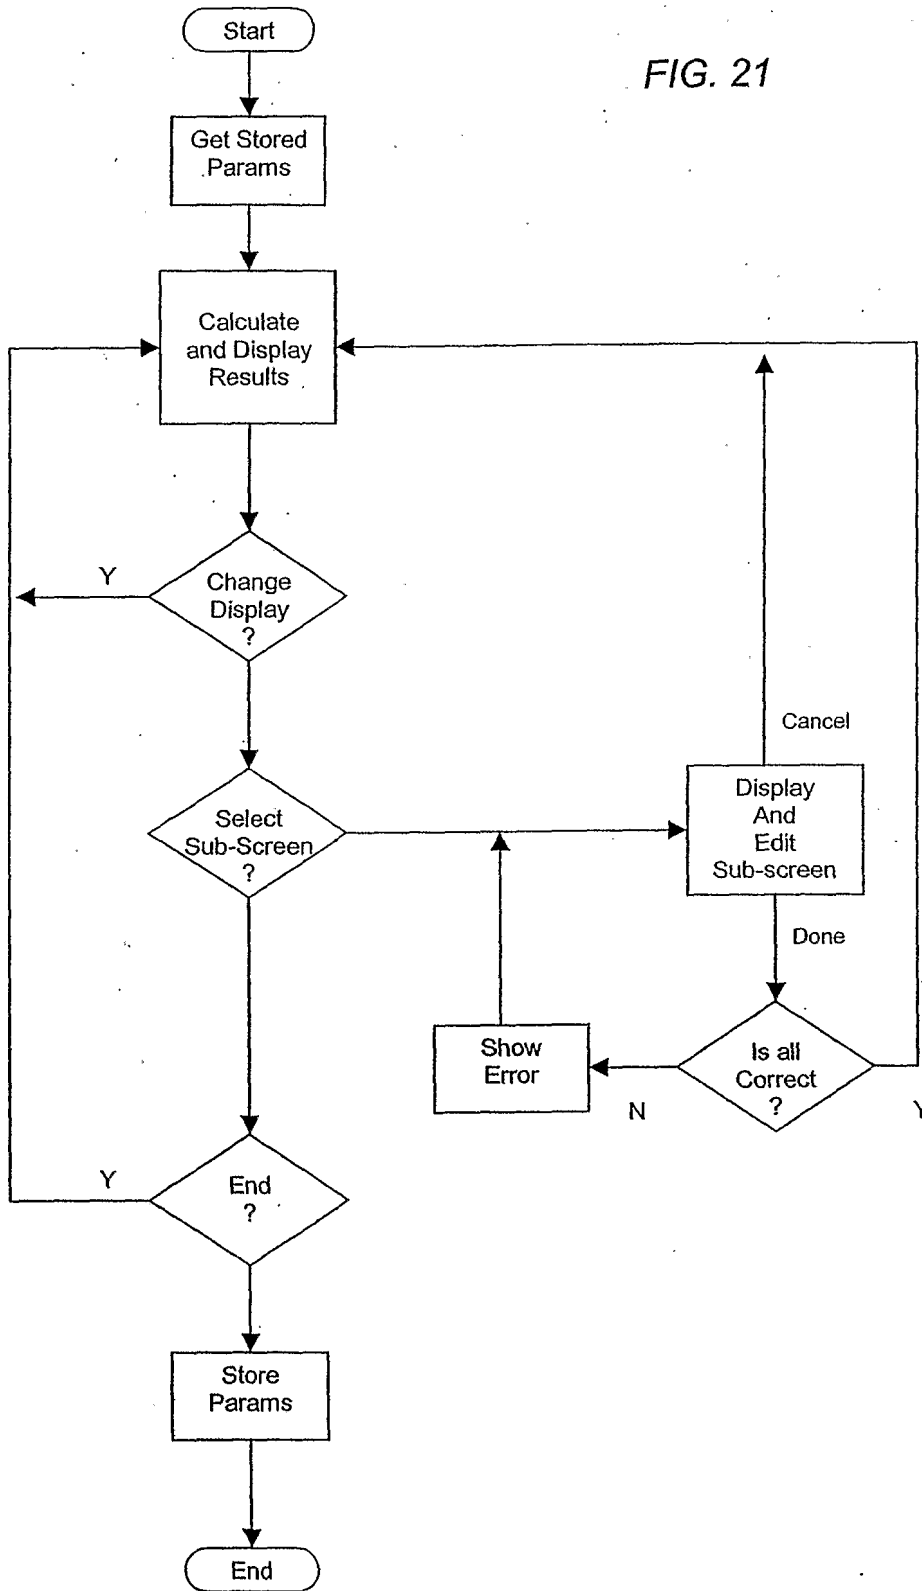 Start
FIG. 21
Get Stored
Params
Calculate
and Display
Results
Y
Change
Display
?
Cancel
Select
Sub-Screen
?
Display
And
Edit
Sub-screen
Done
Show
Error
Is all
Correct
?
N
Y
Y
End
?
Store
Params
End